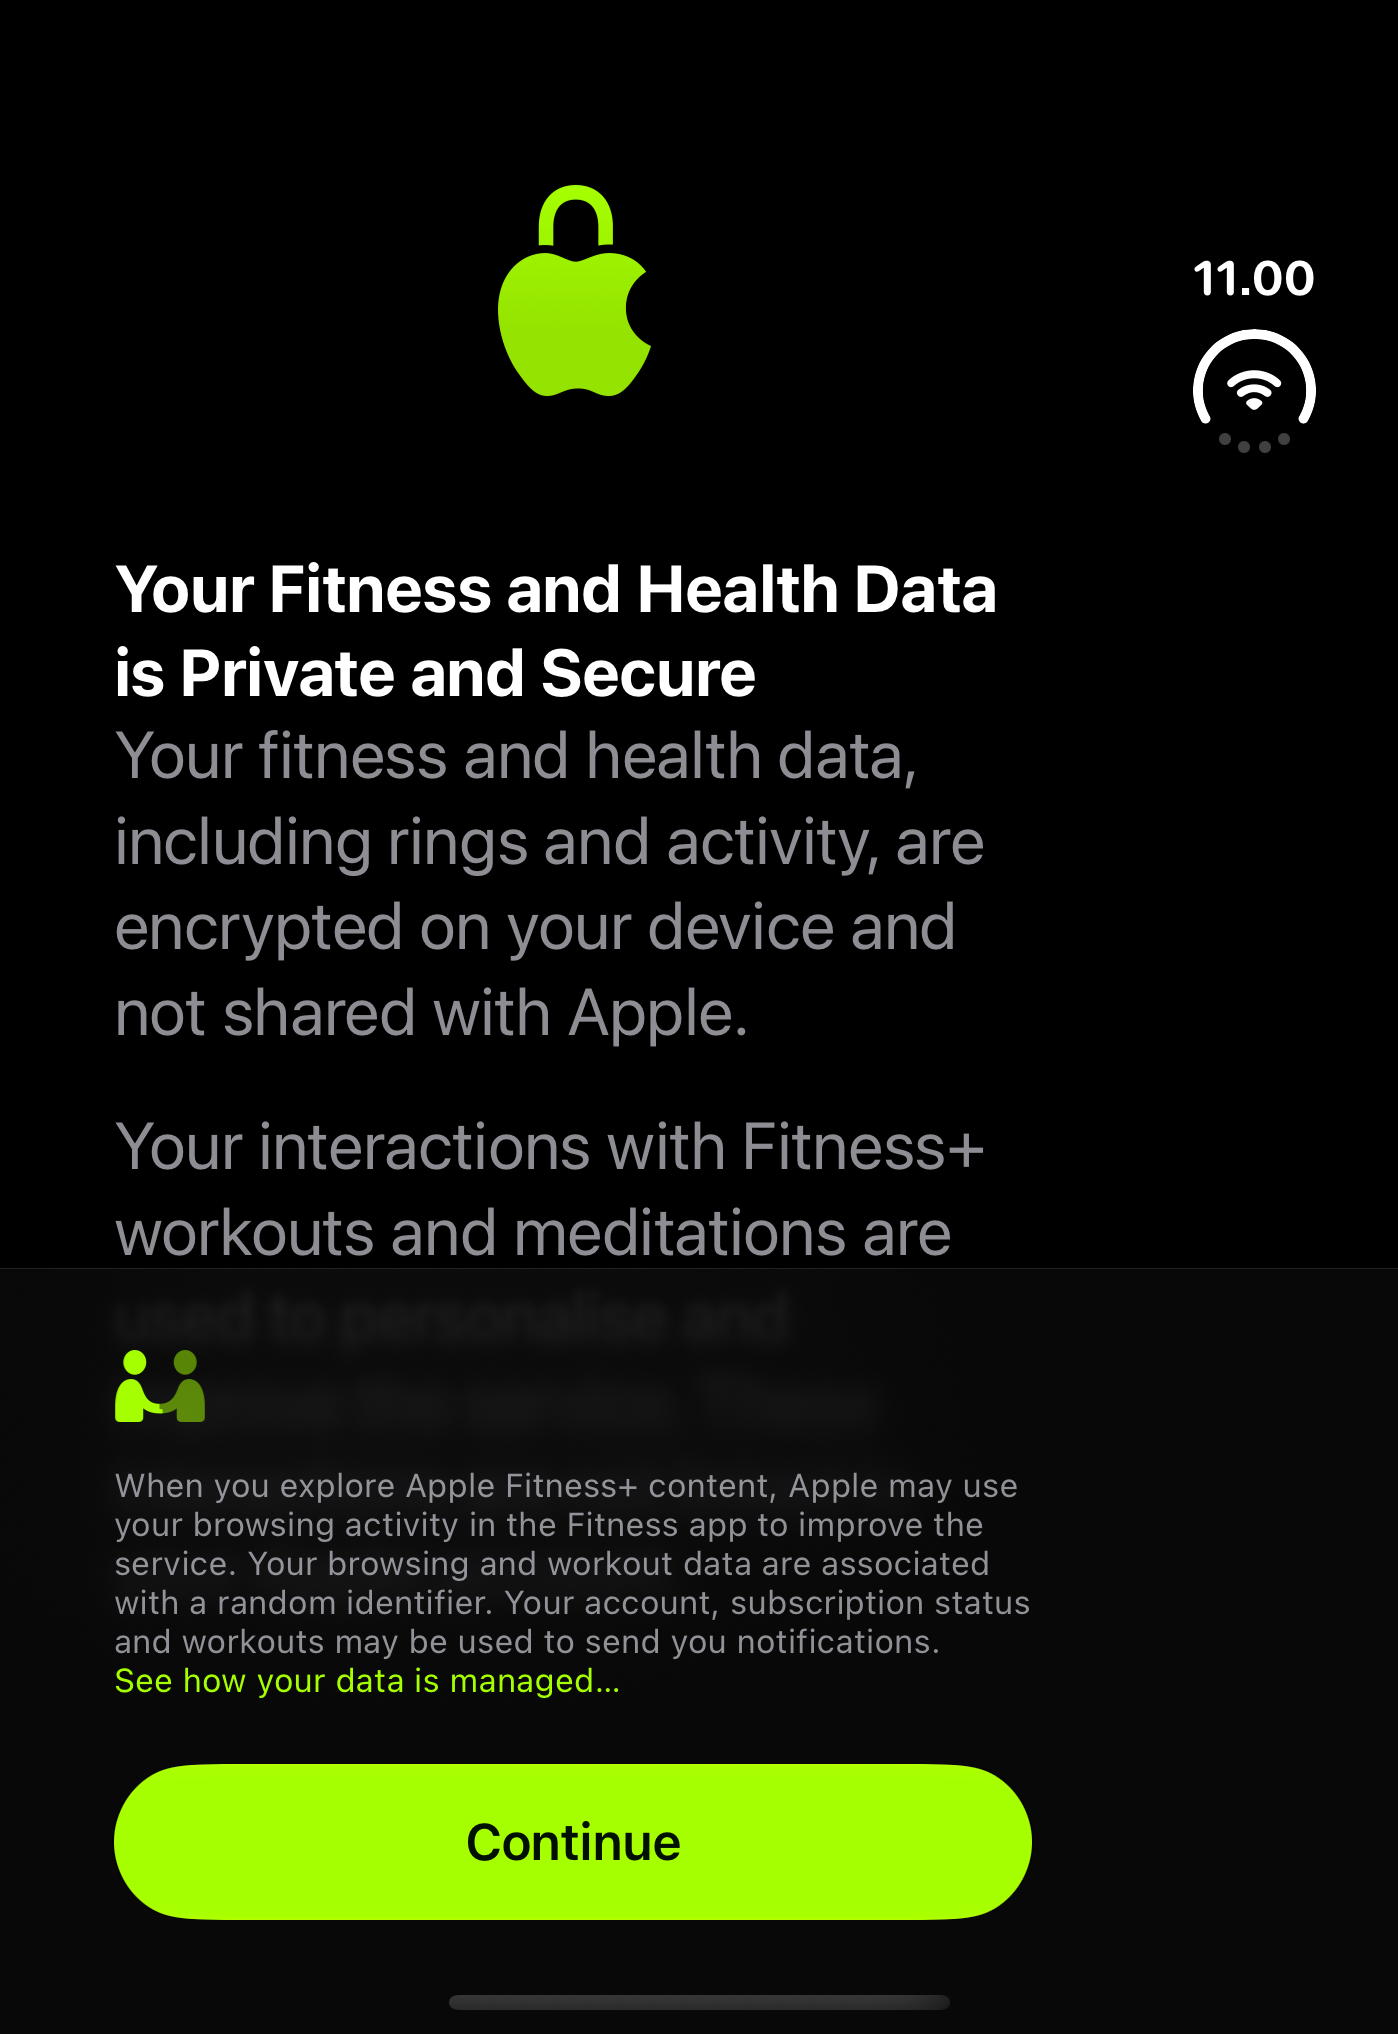 11.00
Your Fitness and Health Data
is Private and Secure
Your fitness and health data,
including rings and activity, are
encrypted on your device and
not shared with Apple.
Your interactions with Fitness+
workouts and meditations are
used to personalise and
When you explore Apple Fitness+ content, Apple may use
your browsing activity in the Fitness app to improve the
service. Your browsing and workout data are associated
with a random identifier. Your account, subscription status
and workouts may be used to send you notifications.
See how your data is managed...
Continue